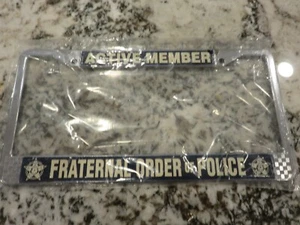 ACTIVE MEMBER
FRATERNAL ORDER OF POLICE